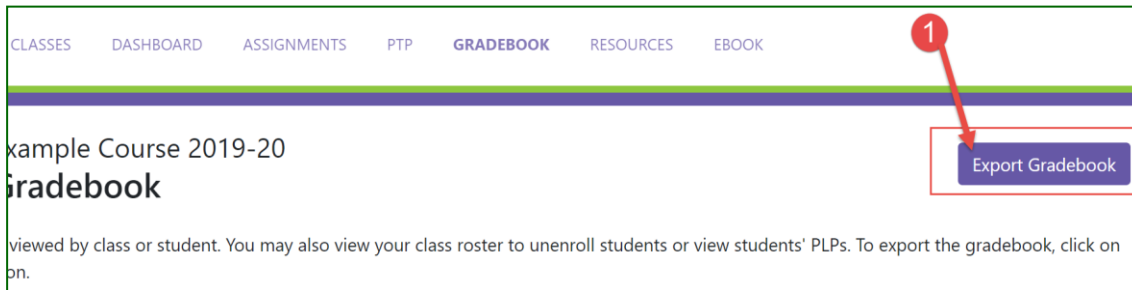 CLASSES DASHBOARD ASSIGNMENTS PTP GRADEBOOK RESOURCES EBOOK
1
xample Course 2019-20
Export Gradebook
Gradebook
viewed by class or student. You may also view your class roster to unenroll students or view students' PLPs. To export the gradebook, click on
on.